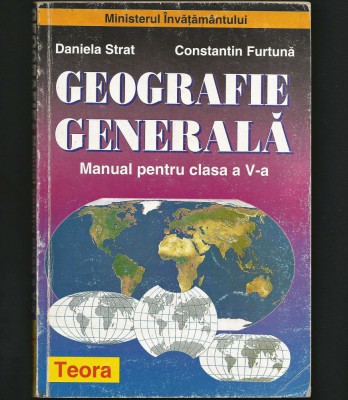 Ministerul Învățământului
Daniela Strat Constantin Furtună
GEOGRAFIE
GENERALĂ
Manual pentru clasa a V-a
Teora